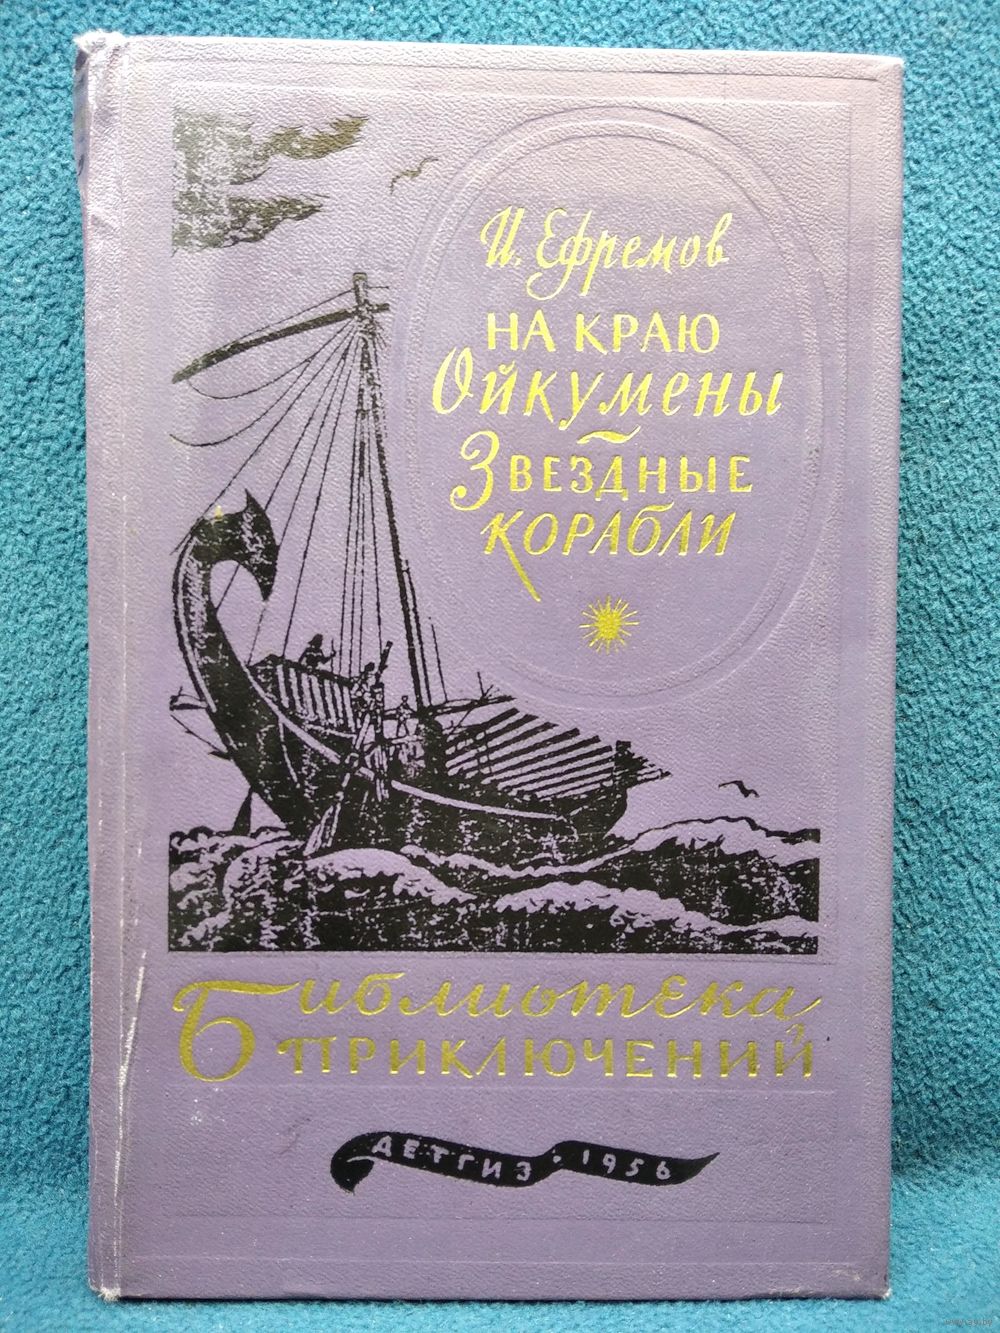 И. Ефремов
НА КРАЮ
Ойкумены
ЗВЕЗДНЫЕ
КОРАБЛИ
Библиотека
ПРИКЛЮЧЕНИЙ
ДЕТГИЗ • 1956